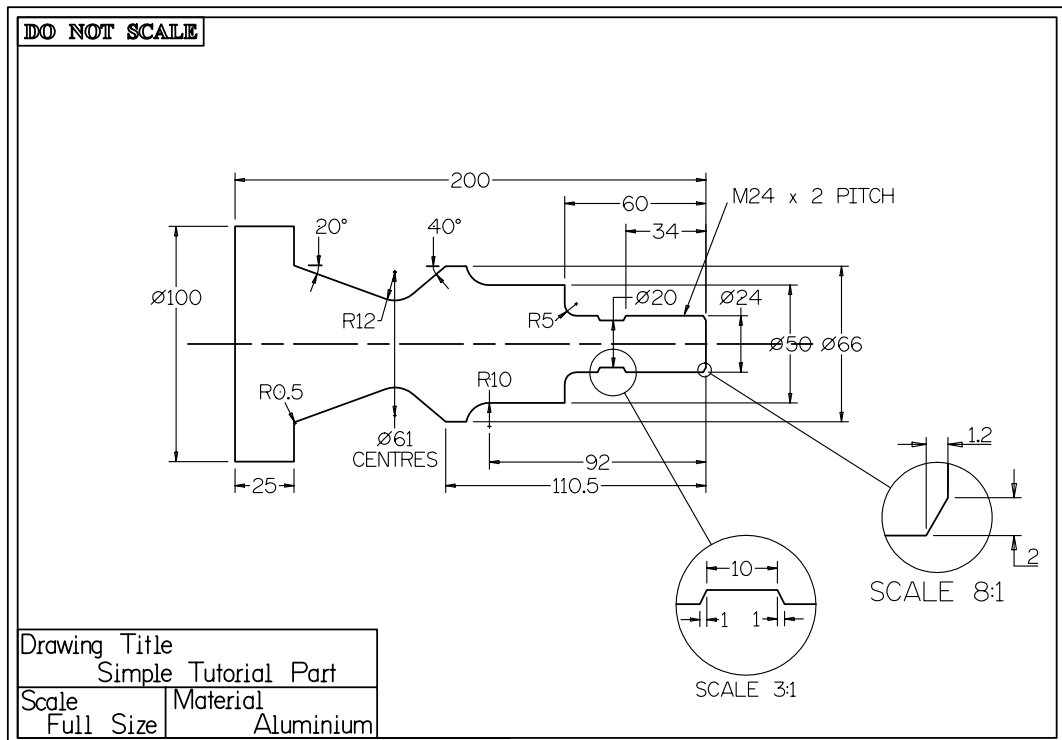 DO NOT SCALE
200
60
M24 x 2 PITCH
34
20°
40°
Ø100
R12
R5
Ø20
Ø24
Ø50
Ø66
R0.5
R10
Ø61
CENTRES
92
25
110.5
1.2
2
SCALE 8:1
10
1
1
SCALE 3:1
Drawing Title
Simple Tutorial Part
Scale
Full Size
Material
Aluminium